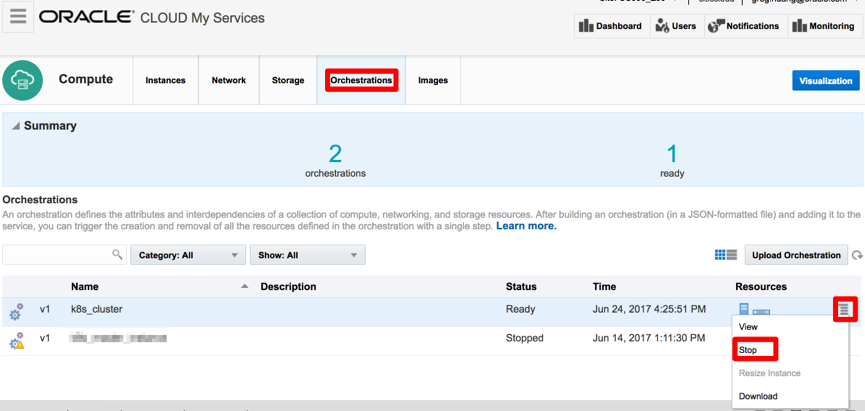 ORACLE® CLOUD My Services
Dashboard Users Notifications Monitoring
Compute Instances Network Storage Orchestrations Images Visualization
Summary
2 1
orchestrations ready
Orchestrations
An orchestration defines the attributes and interdependencies of a collection of compute, networking, and storage resources. After building an orchestration (in a JSON-formatted file) and adding it to the
service, you can trigger the creation and removal of all the resources defined in the orchestration with a single step. Learn more.
Category: All Show: All Upload Orchestration
Name Description Status Time Resources
v1 k8s_cluster Ready Jun 24, 2017 4:25:51 PM
View
v1 Stopped Jun 14, 2017 1:11:30 PM
Stop
Resize Instance
Download